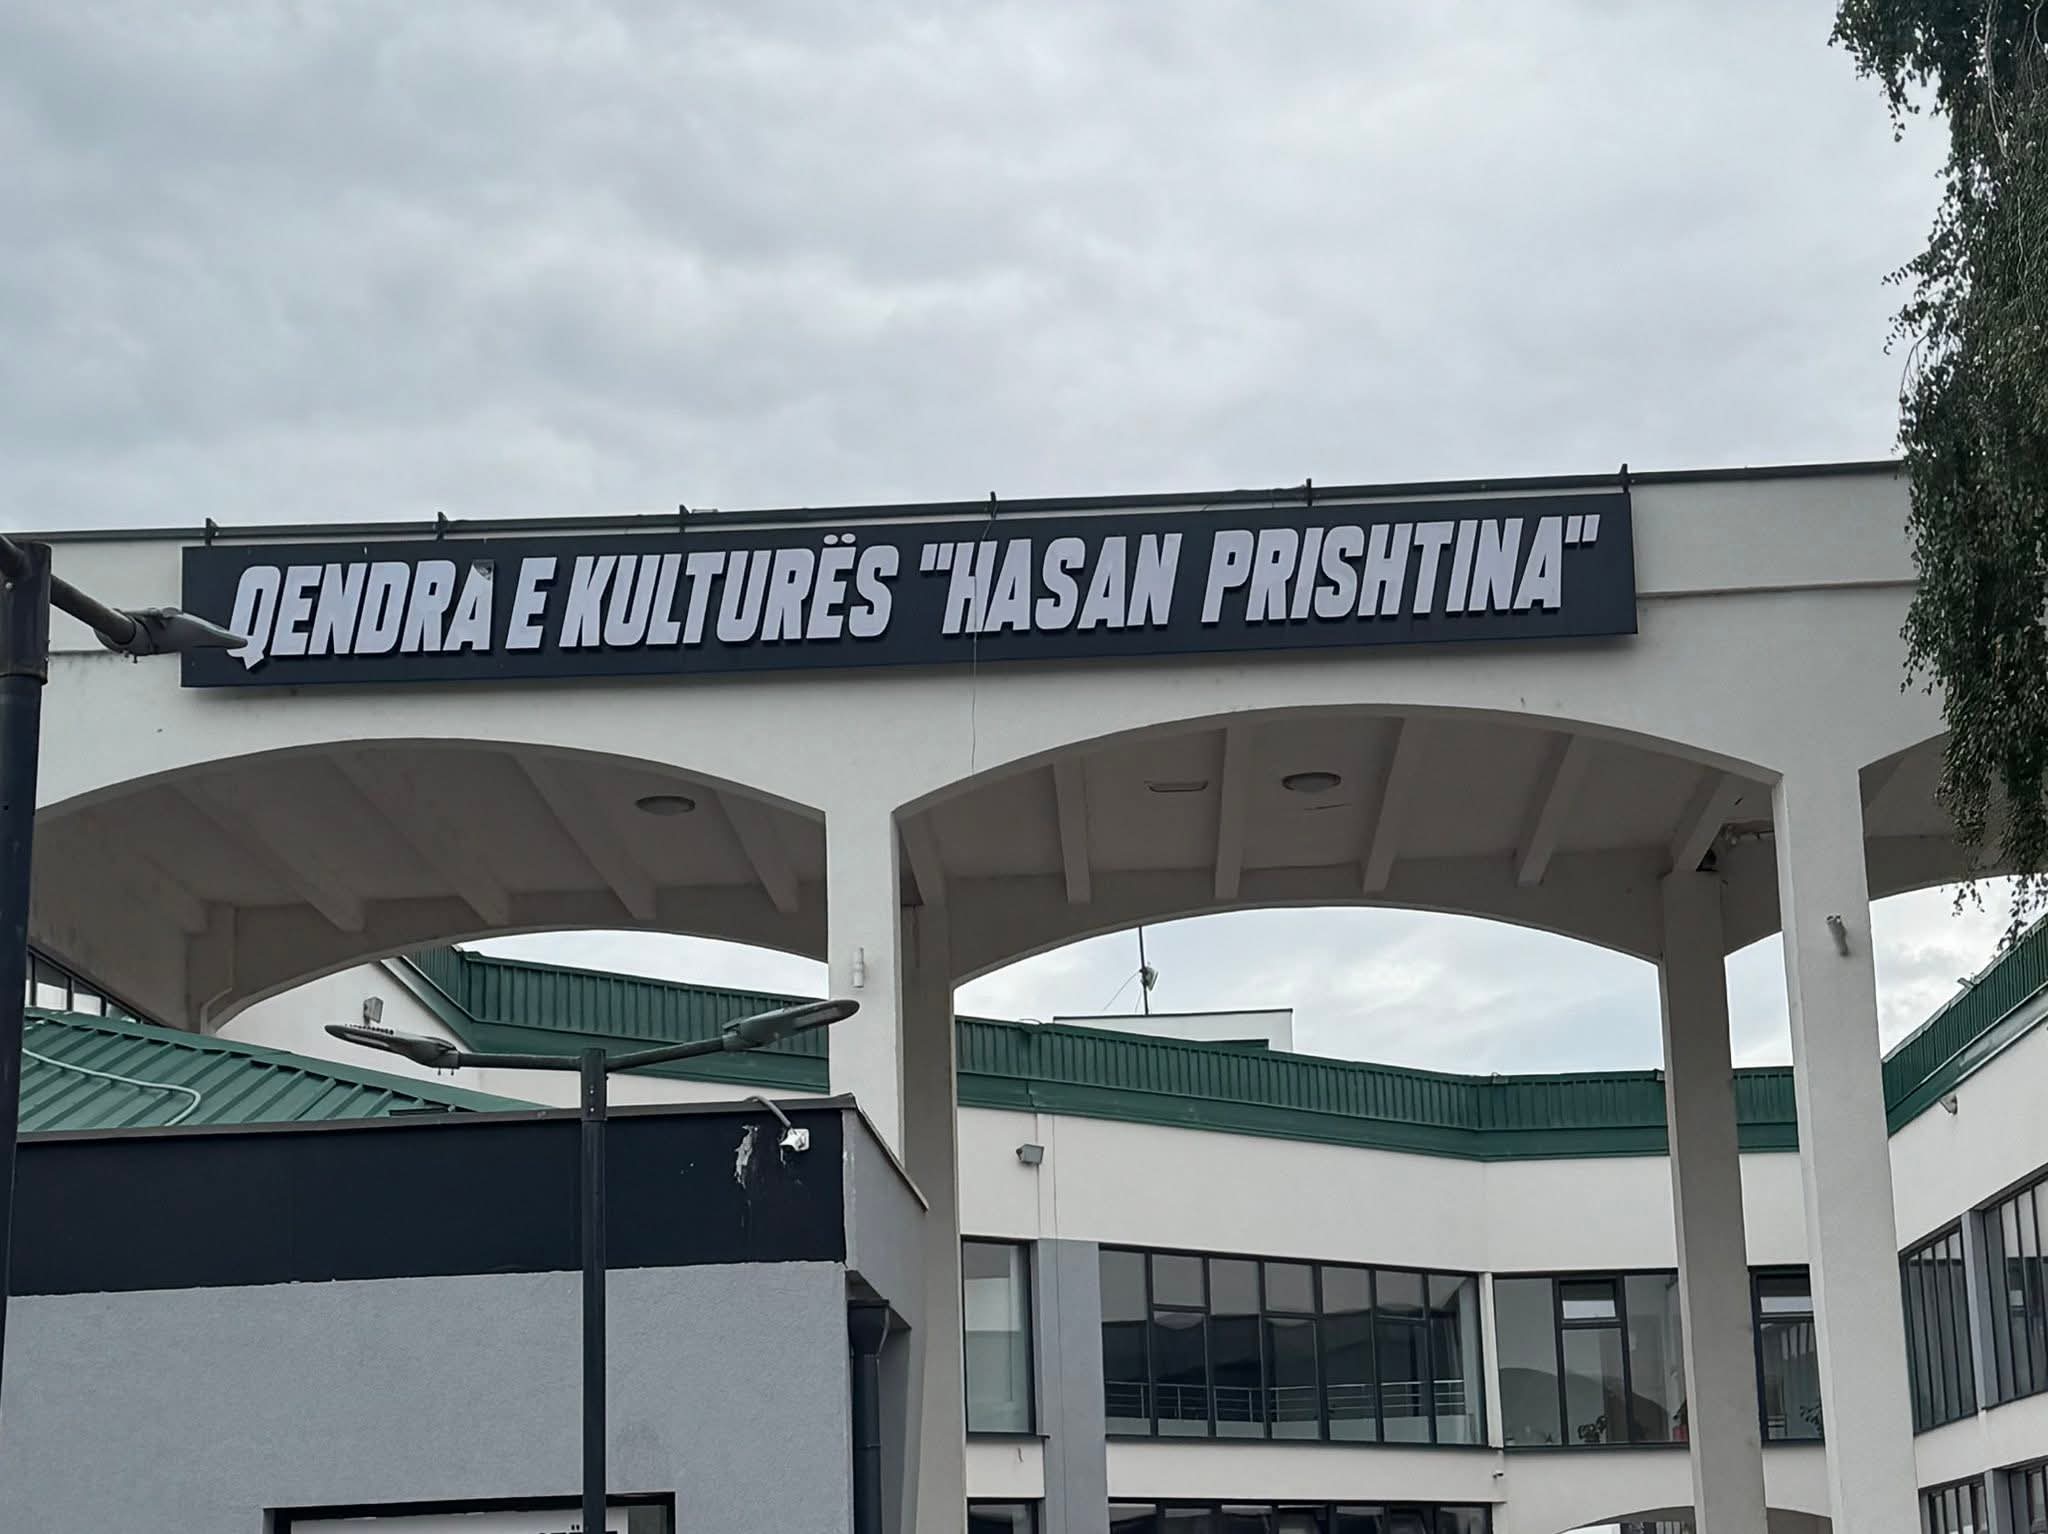 QENDRA E KULTURËS "HASAN PRISHTINA"